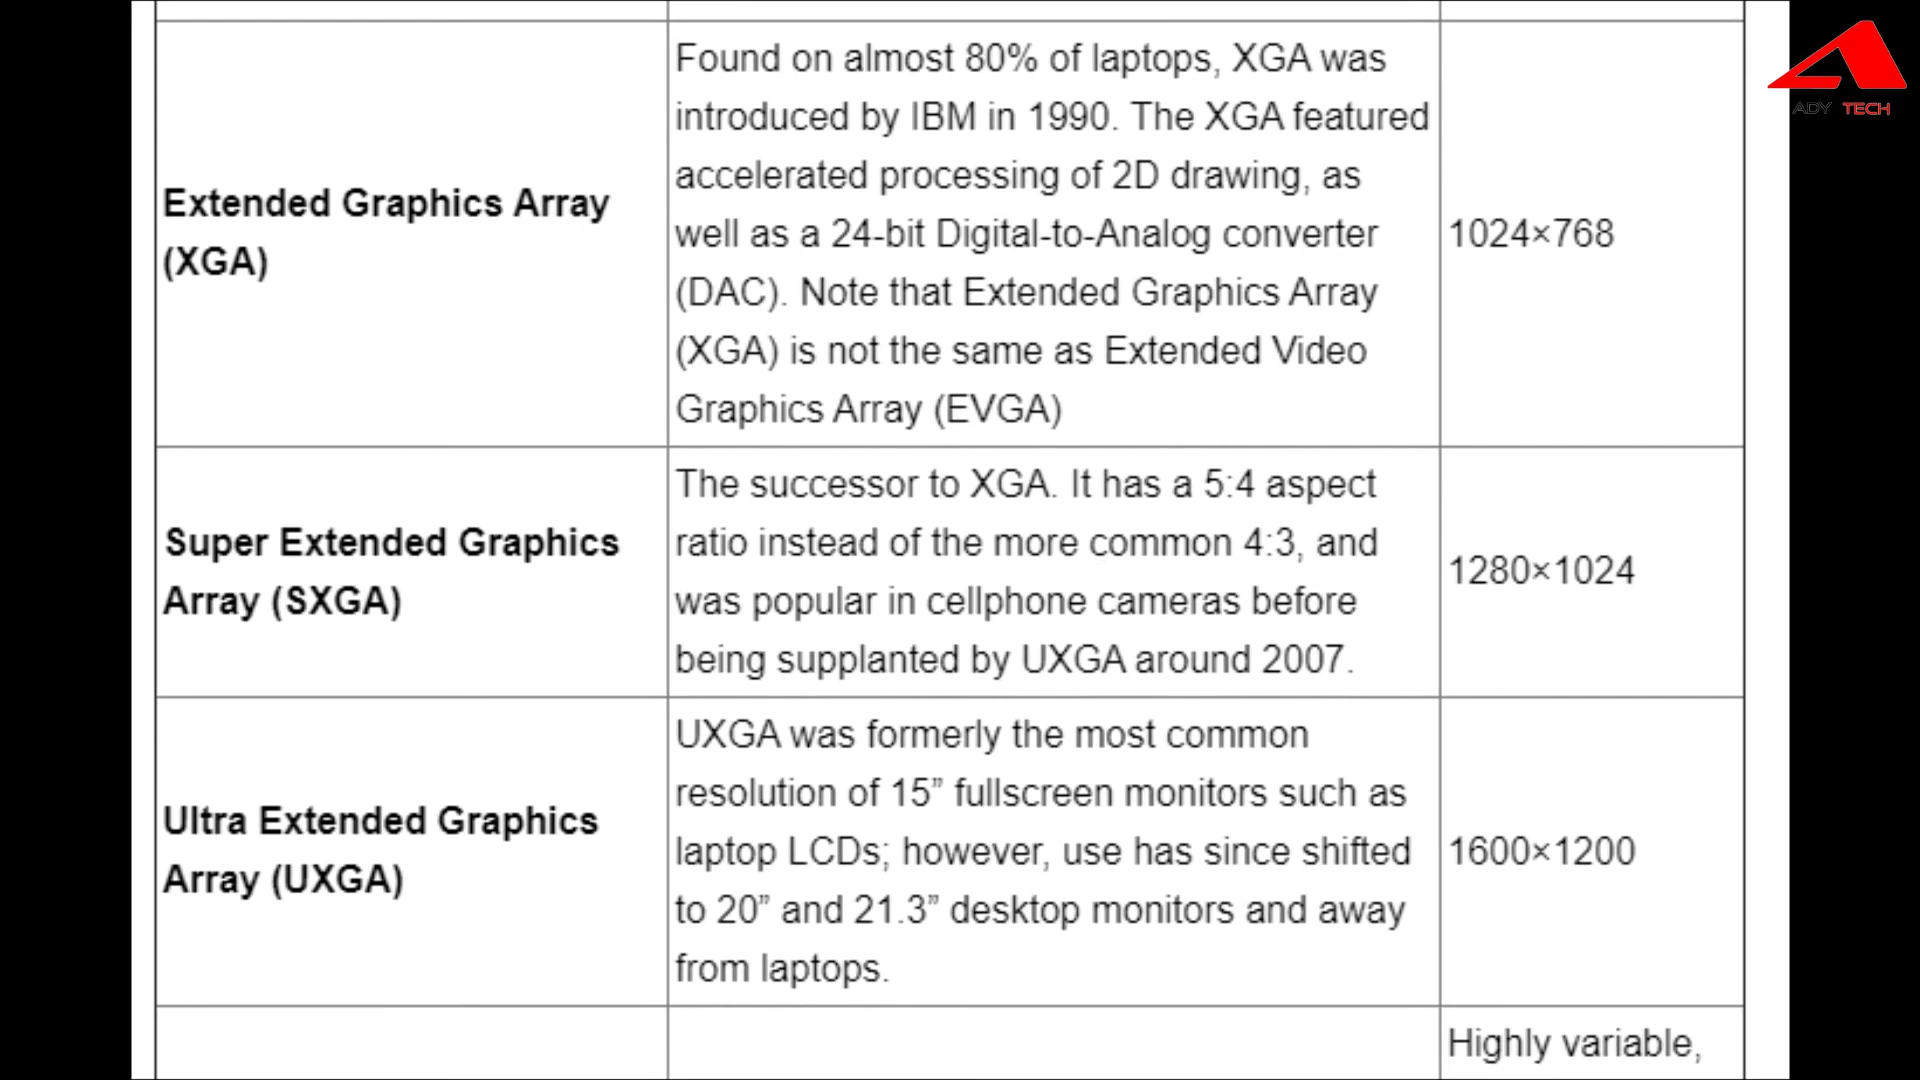 Extended Graphics Array
(XGA)
Found on almost 80% of laptops, XGA was
introduced by IBM in 1990. The XGA featured
accelerated processing of 2D drawing, as
well as a 24-bit Digital-to-Analog converter
(DAC). Note that Extended Graphics Array
(XGA) is not the same as Extended Video
Graphics Array (EVGA)
1024×768
Super Extended Graphics
Array (SXGA)
The successor to XGA. It has a 5:4 aspect
ratio instead of the more common 4:3, and
was popular in cellphone cameras before
being supplanted by UXGA around 2007.
1280×1024
Ultra Extended Graphics
Array (UXGA)
UXGA was formerly the most common
resolution of 15” fullscreen monitors such as
laptop LCDs; however, use has since shifted
to 20” and 21.3” desktop monitors and away
from laptops.
1600×1200
Highly variable,
ADY TECH